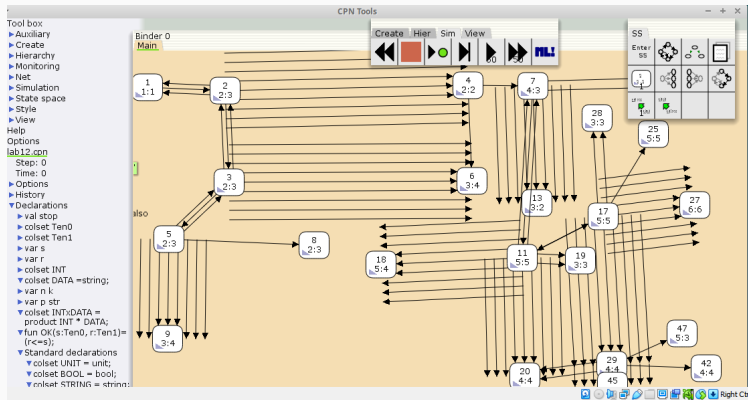 CPN Tools
Tool box
Auxiliary
Create
Hierarchy
Monitoring
Net
Simulation
State space
Style
View
Help
Options
lab12.cpn
Step: 0
Time: 0
Options
History
Declarations
val stop
colset Ten0
colset Ten1
var s
var r
colset INT
colset DATA =string;
var n k
var p str
colset INTxDATA =
product INT * DATA;
fun OK(s:Ten0, r:Ten1)=
(r<=s);
Standard declarations
colset UNIT = unit;
colset BOOL = bool;
colset STRING = string;
Binder 0
Main
Create Hier Sim View
ML!
SS
Enter
SS
1
1:1
2
2:3
3
2:3
4
2:2
5
2:3
6
3:4
7
4:3
8
2:3
9
3:4
11
5:5
13
3:2
17
5:5
18
5:4
19
3:3
20
4:4
25
5:5
27
6:6
28
3:3
29
4:4
42
4:4
45
47
5:3
also
Right Ct